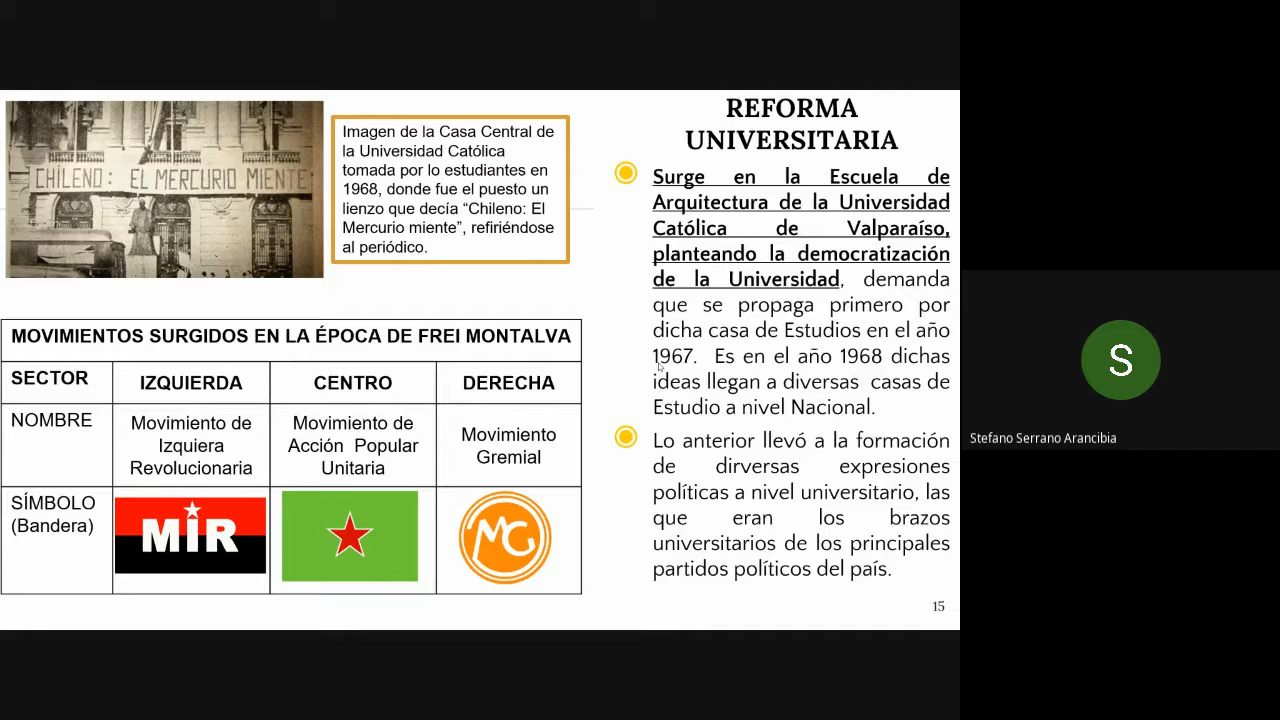 CHILENO: EL MERCURIO MIENTE
Imagen de la Casa Central de
la Universidad Católica
tomada por lo estudiantes en
1968, donde fue el puesto un
lienzo que decía “Chileno: El
Mercurio miente”, refiriéndose
al periódico.
MOVIMIENTOS SURGIDOS EN LA ÉPOCA DE FREI MONTALVA
SECTOR IZQUIERDA CENTRO DERECHA
NOMBRE
Movimiento de
Izquiera
Revolucionaria
Movimiento de
Acción Popular
Unitaria
Movimiento
Gremial
SÍMBOLO
(Bandera)
MIR
MG
REFORMA
UNIVERSITARIA
Surge en la Escuela de
Arquitectura de la Universidad
Católica de Valparaíso,
planteando la democratización
de la Universidad, demanda
que se propaga primero por
dicha casa de Estudios en el año
1967. Es en el año 1968 dichas
ideas llegan a diversas casas de
Estudio a nivel Nacional.
Lo anterior llevó a la formación
de dirversas expresiones
políticas a nivel universitario, las
que eran los brazos
universitarios de los principales
partidos políticos del país.
15
S
Stefano Serrano Arancibia